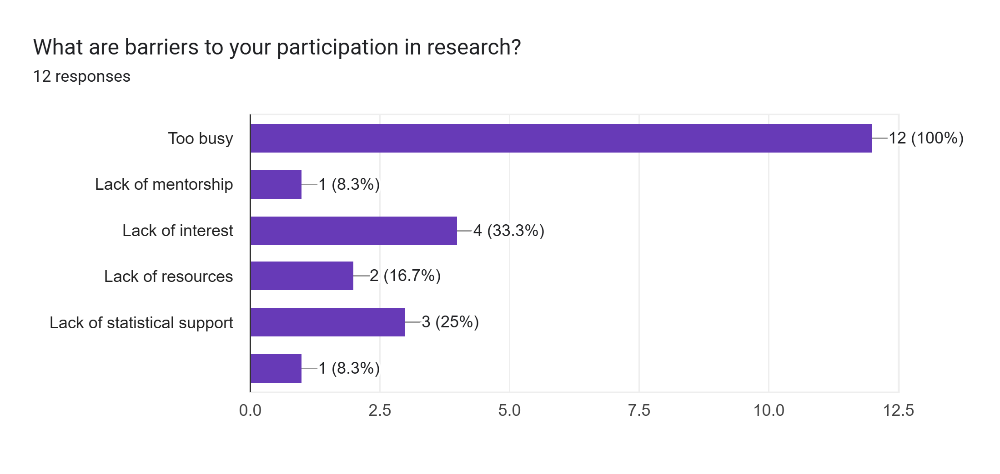 What are barriers to your participation in research?
12 responses
Too busy
12 (100%)
Lack of mentorship
1 (8.3%)
Lack of interest
4 (33.3%)
Lack of resources
2 (16.7%)
Lack of statistical support
3 (25%)
1 (8.3%)
0.0
2.5
5.0
7.5
10.0
12.5